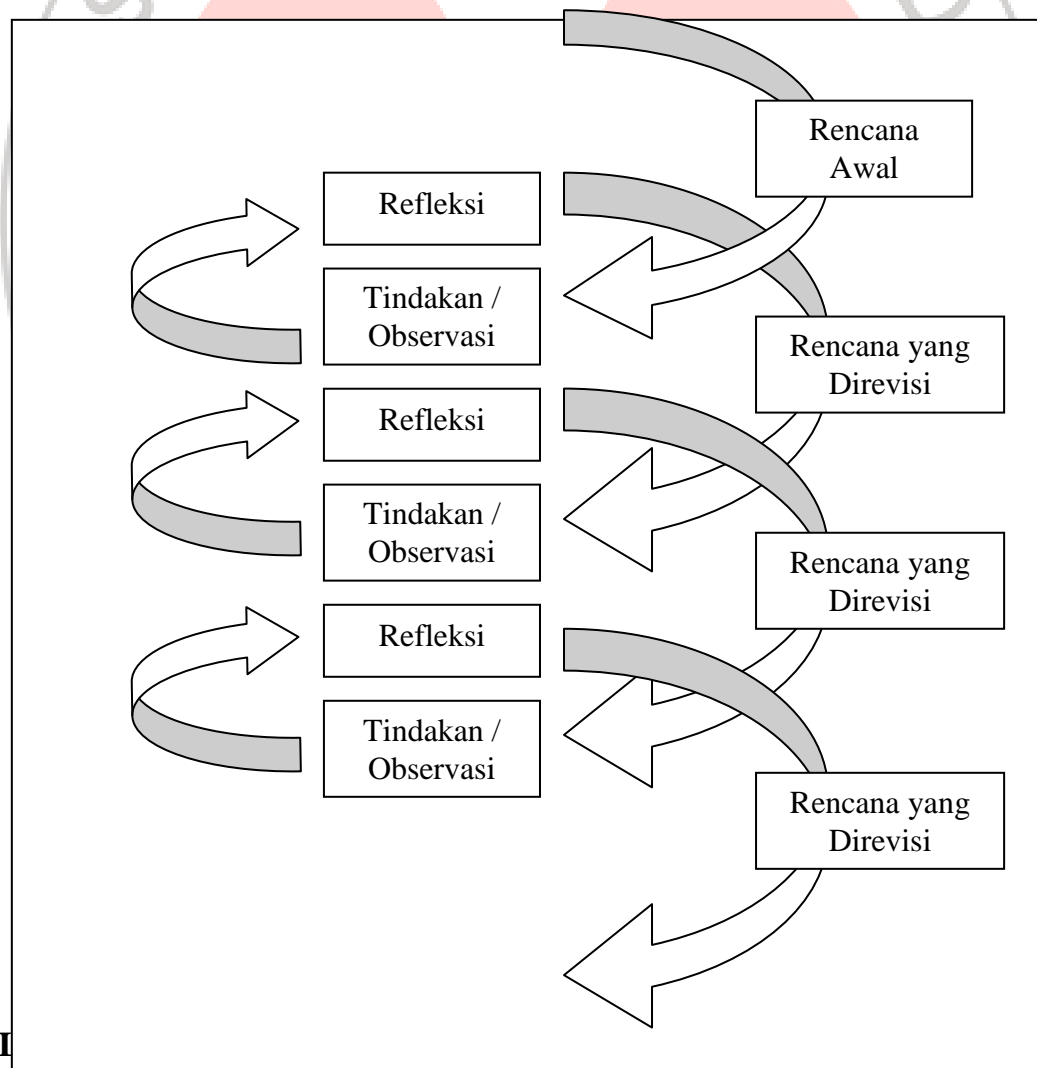 Rencana
Awal
Refleksi
Tindakan /
Observasi
Rencana yang
Direvisi
Refleksi
Tindakan /
Observasi
Rencana yang
Direvisi
Refleksi
Tindakan /
Observasi
Rencana yang
Direvisi
I